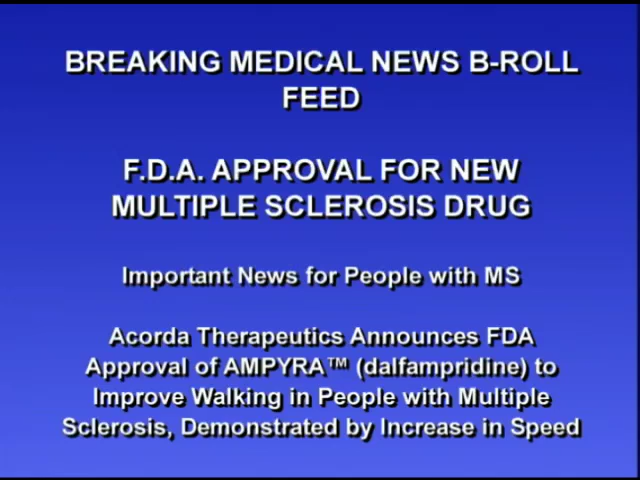 BREAKING MEDICAL NEWS B-ROLL
FEED
F.D.A. APPROVAL FOR NEW
MULTIPLE SCLEROSIS DRUG
Important News for People with MS
Acorda Therapeutics Announces FDA
Approval of AMPYRA™ (dalfampridine) to
Improve Walking in People with Multiple
Sclerosis, Demonstrated by Increase in Speed